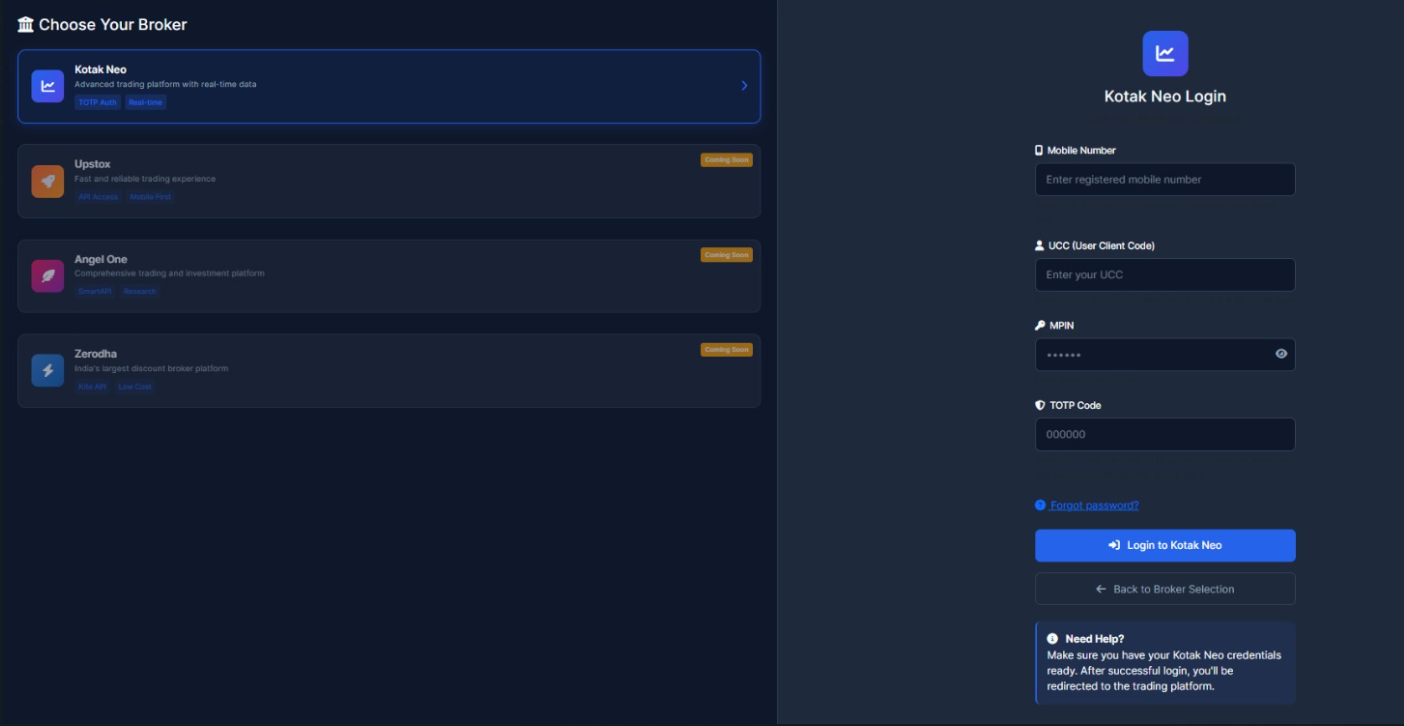 Choose Your Broker
Kotak Neo
Advanced trading platform with real-time data
TOTP Auth Real-time
Upstox
Coming Soon
Fast and reliable trading experience
API Access Mobile First
Angel One
Coming Soon
Comprehensive trading and investment platform
SmartAPI Research
Zerodha
Coming Soon
India's largest discount broker platform
Kite API Low Cost
Kotak Neo Login
Mobile Number
Enter registered mobile number
UCC (User Client Code)
Enter your UCC
MPIN
••••••
TOTP Code
000000
Forgot password?
Login to Kotak Neo
Back to Broker Selection
Need Help?
Make sure you have your Kotak Neo credentials
ready. After successful login, you'll be
redirected to the trading platform.